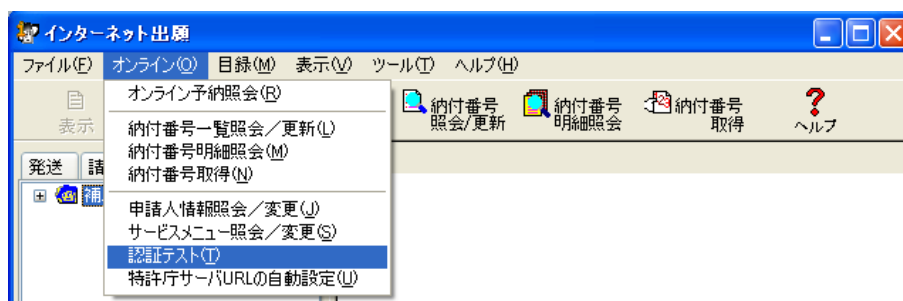 インターネット出願
ファイル(F) オンライン(O) 目録(M) 表示(V) ツール(T) ヘルプ(H)
表示
オンライン予納照会(R)
納付番号一覧照会／更新(L)
納付番号明細照会(M)
納付番号取得(N)
申請人情報照会／変更(J)
サービスメニュー照会／変更(S)
認証テスト(T)
特許庁サーバURLの自動設定(U)
納付番号
照会/更新
納付番号
明細照会
23
納付番号
取得
ヘルプ
発送 請
補